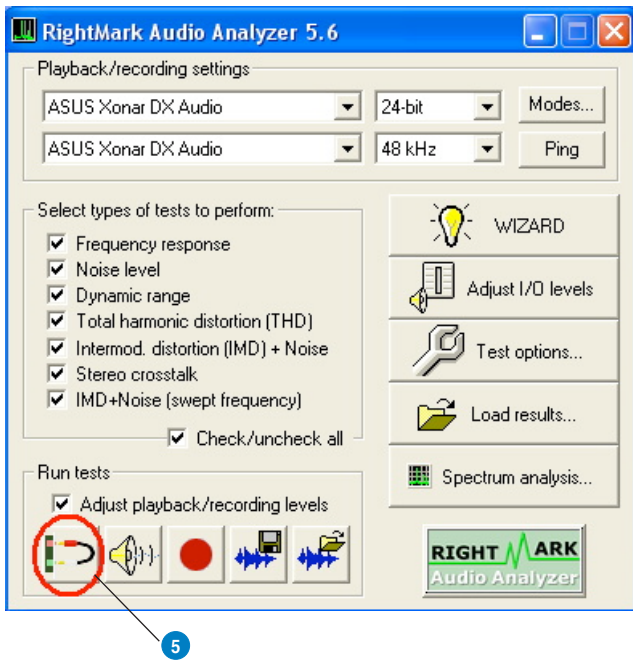 RightMark Audio Analyzer 5.6
Playback/recording settings
ASUS Xonar DX Audio 24-bit Modes...
ASUS Xonar DX Audio 48 kHz Ping
Select types of tests to perform:
Frequency response
Noise level
Dynamic range
Total harmonic distortion (THD)
Intermod. distortion (IMD) + Noise
Stereo crosstalk
IMD+Noise (swept frequency)
Check/uncheck all
WIZARD
Adjust I/O levels
Test options...
Load results...
Spectrum analysis...
Run tests
Adjust playback/recording levels
RIGHT MARK
Audio Analyzer
5